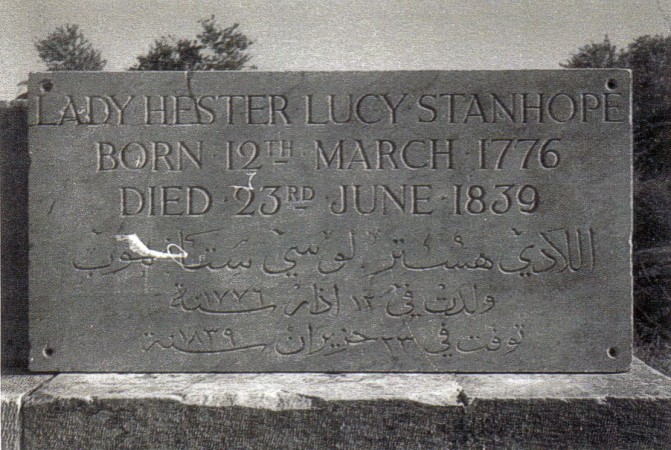 LADY HESTER LUCY STANHOPE
BORN · 12TH · MARCH · 1776
DIED · 23RD · JUNE · 1839
اللادي هستر لوسي ستانهوب
ولدت في ١٢ اذار سنة ١٧٧٦
توفت في ٢٣ حزيران سنة ١٨٣٩